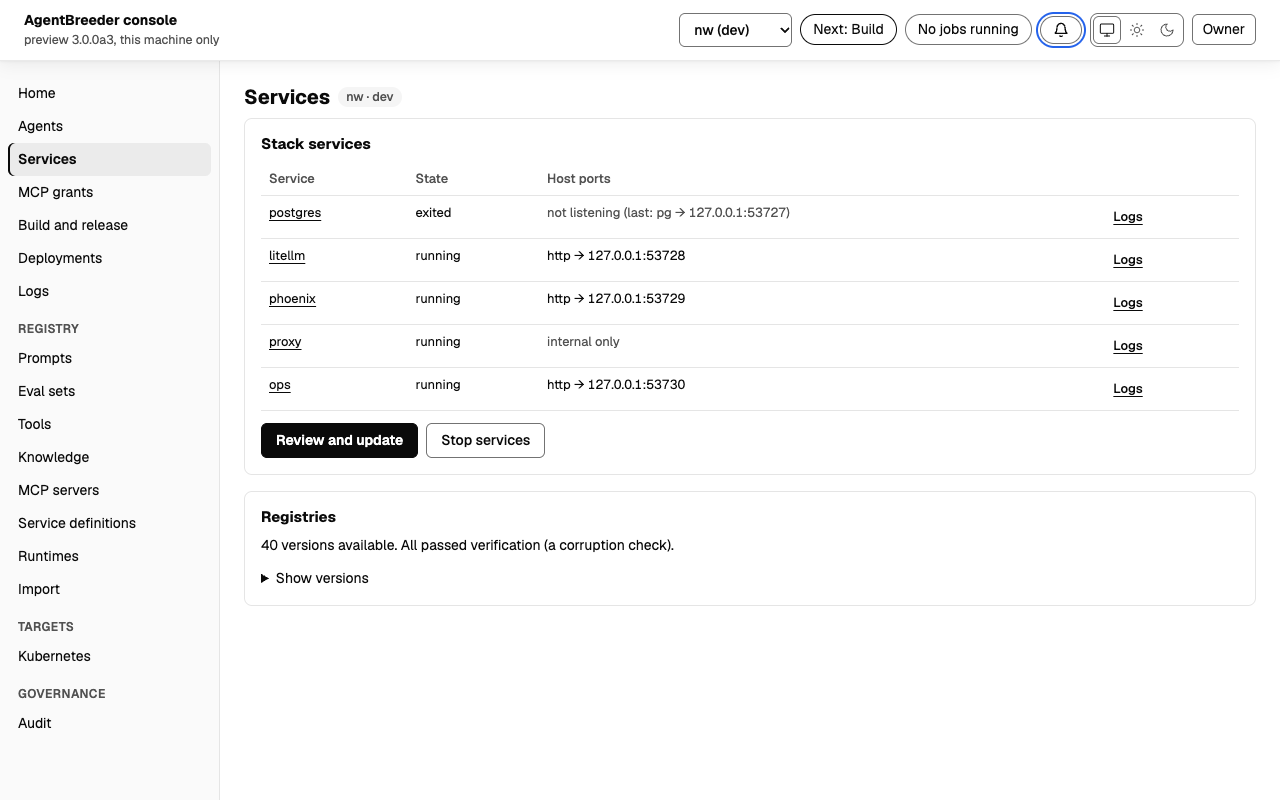 AgentBreeder console
preview 3.0.0a3, this machine only
nw (dev)
Next: Build
No jobs running
Owner
Home
Agents
Services
MCP grants
Build and release
Deployments
Logs
REGISTRY
Prompts
Eval sets
Tools
Knowledge
MCP servers
Service definitions
Runtimes
Import
TARGETS
Kubernetes
GOVERNANCE
Audit
Services nw · dev
Stack services
Service State Host ports
postgres exited not listening (last: pg → 127.0.0.1:53727) Logs
litellm running http → 127.0.0.1:53728 Logs
phoenix running http → 127.0.0.1:53729 Logs
proxy running internal only Logs
ops running http → 127.0.0.1:53730 Logs
Review and update Stop services
Registries
40 versions available. All passed verification (a corruption check).
Show versions